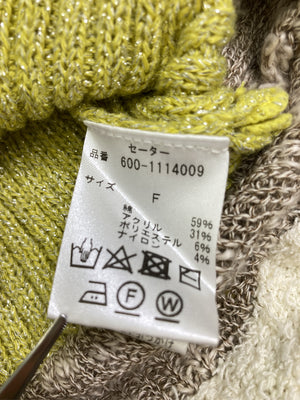 セーター
品番 600-1114009
サイズ
F
綿 59%
アクリル 31%
ポリエステル 6%
ナイロン 4%
F W